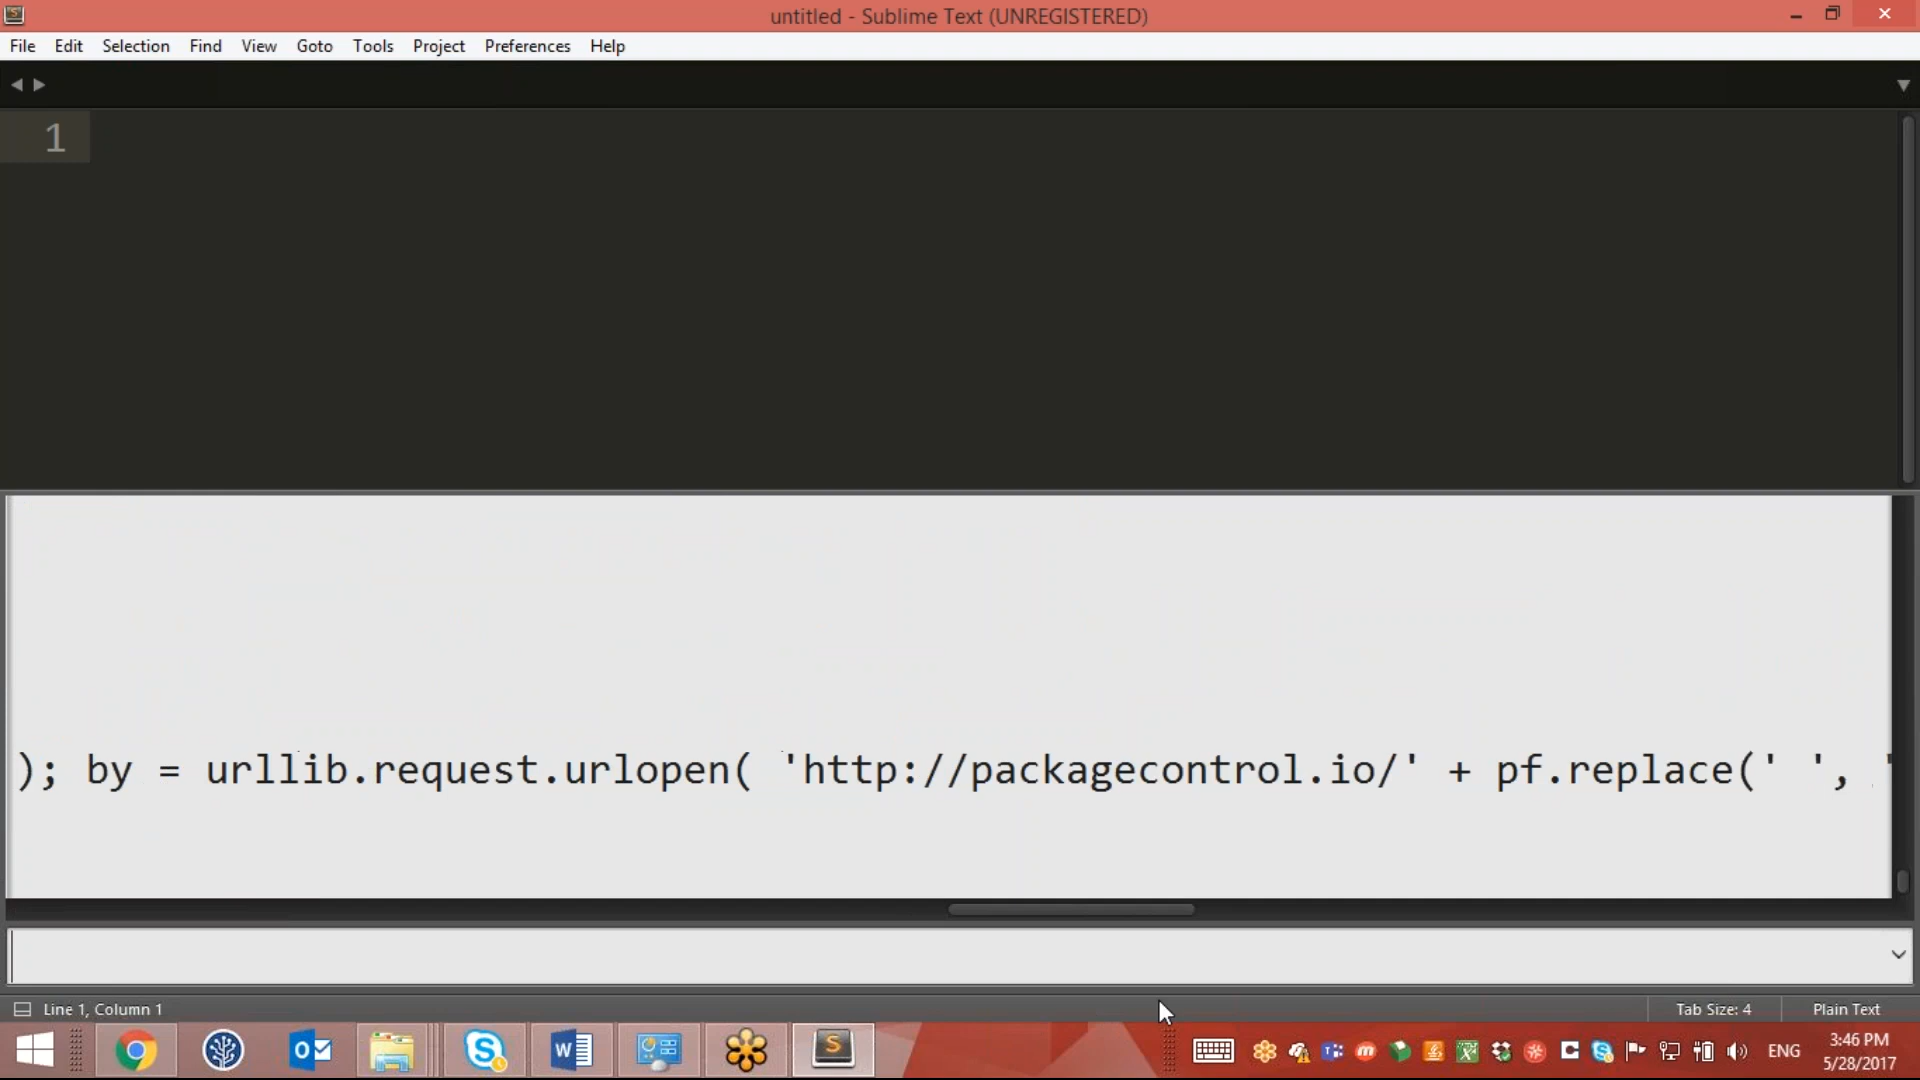 untitled - Sublime Text (UNREGISTERED)
File Edit Selection Find View Goto Tools Project Preferences Help
1
); by = urllib.request.urlopen( 'http://packagecontrol.io/' + pf.replace(' ', '
Line 1, Column 1
Tab Size: 4
Plain Text
ENG
3:46 PM
5/28/2017